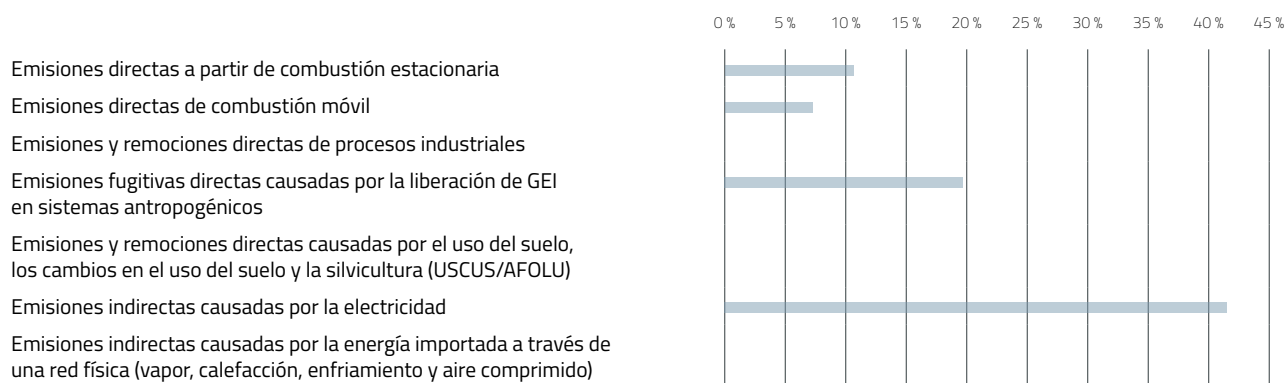 0 % 5 % 10 % 15 % 20 % 25 % 30 % 35 % 40 % 45 %
Emisiones directas a partir de combustión estacionaria
Emisiones directas de combustión móvil
Emisiones y remociones directas de procesos industriales
Emisiones fugitivas directas causadas por la liberación de GEI
en sistemas antropogénicos
Emisiones y remociones directas causadas por el uso del suelo,
los cambios en el uso del suelo y la silvicultura (USCUS/AFOLU)
Emisiones indirectas causadas por la electricidad
Emisiones indirectas causadas por la energía importada a través de
una red física (vapor, calefacción, enfriamiento y aire comprimido)